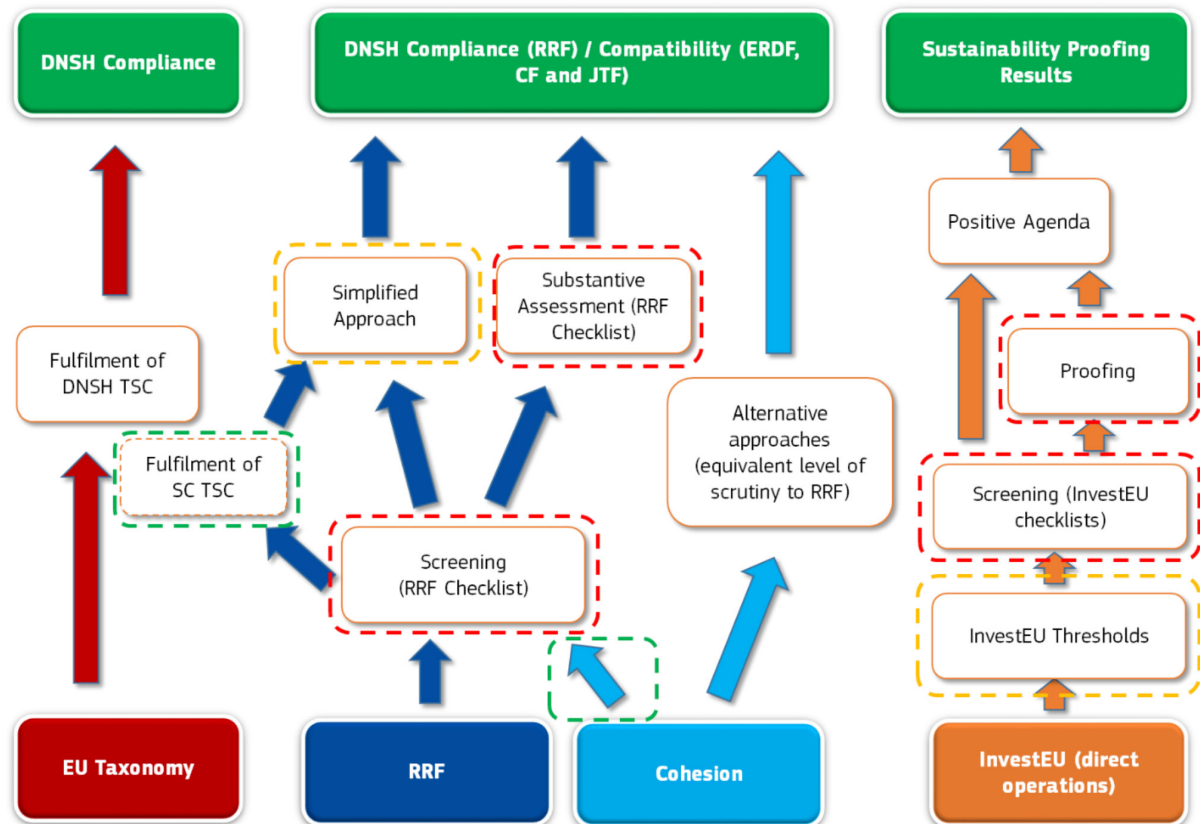 DNSH Compliance
DNSH Compliance (RRF) / Compatibility (ERDF,
CF and JTF)
Sustainability Proofing
Results
Positive Agenda
Simplified
Approach
Substantive
Assessment (RRF
Checklist)
Fulfilment of
DNSH TSC
Proofing
Alternative
approaches
(equivalent level of
scrutiny to RRF)
Fulfilment of
SC TSC
Screening (InvestEU
checklists)
Screening
(RRF Checklist)
InvestEU Thresholds
EU Taxonomy
RRF
Cohesion
InvestEU (direct
operations)